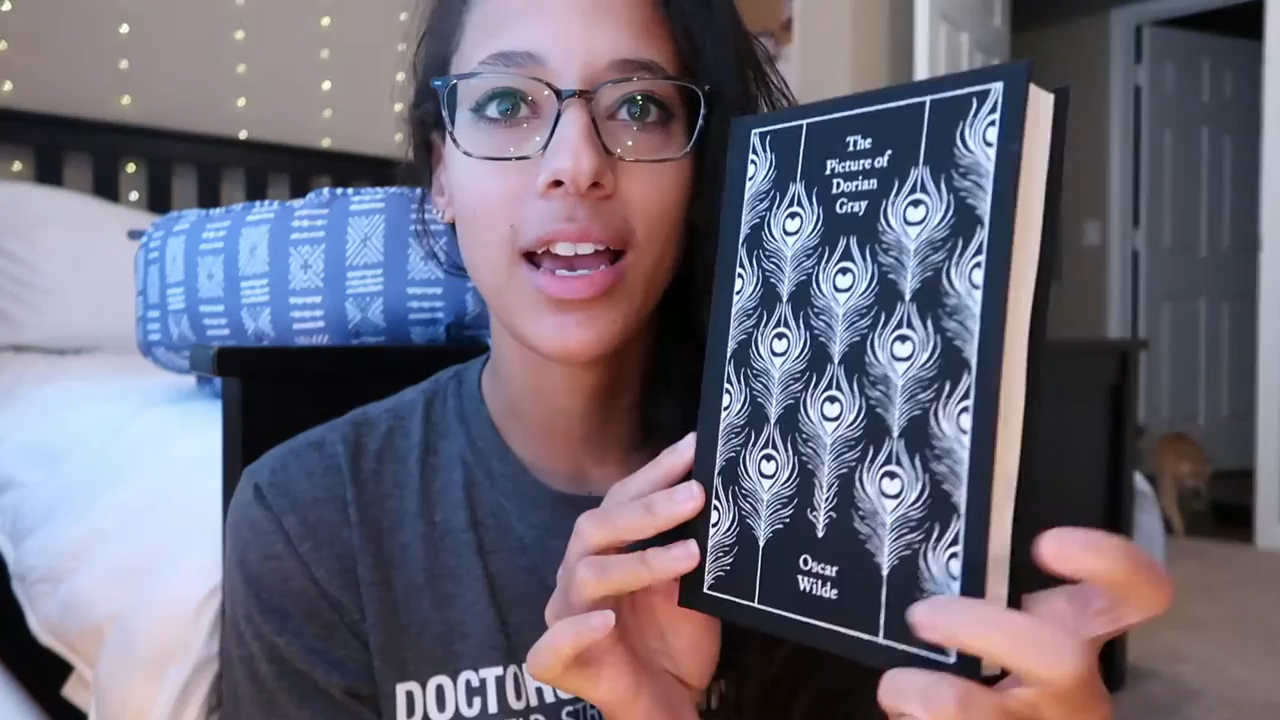 The
Picture of
Dorian
Gray
Oscar
Wilde
DOCTOR